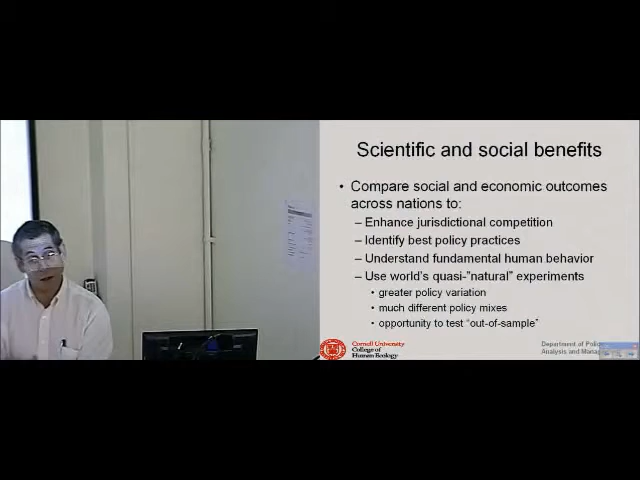 Scientific and social benefits
• Compare social and economic outcomes
across nations to:
– Enhance jurisdictional competition
– Identify best policy practices
– Understand fundamental human behavior
– Use world's quasi-"natural" experiments
• greater policy variation
• much different policy mixes
• opportunity to test "out-of-sample"
Cornell University
College of
Human Ecology
Department of
Analysis and